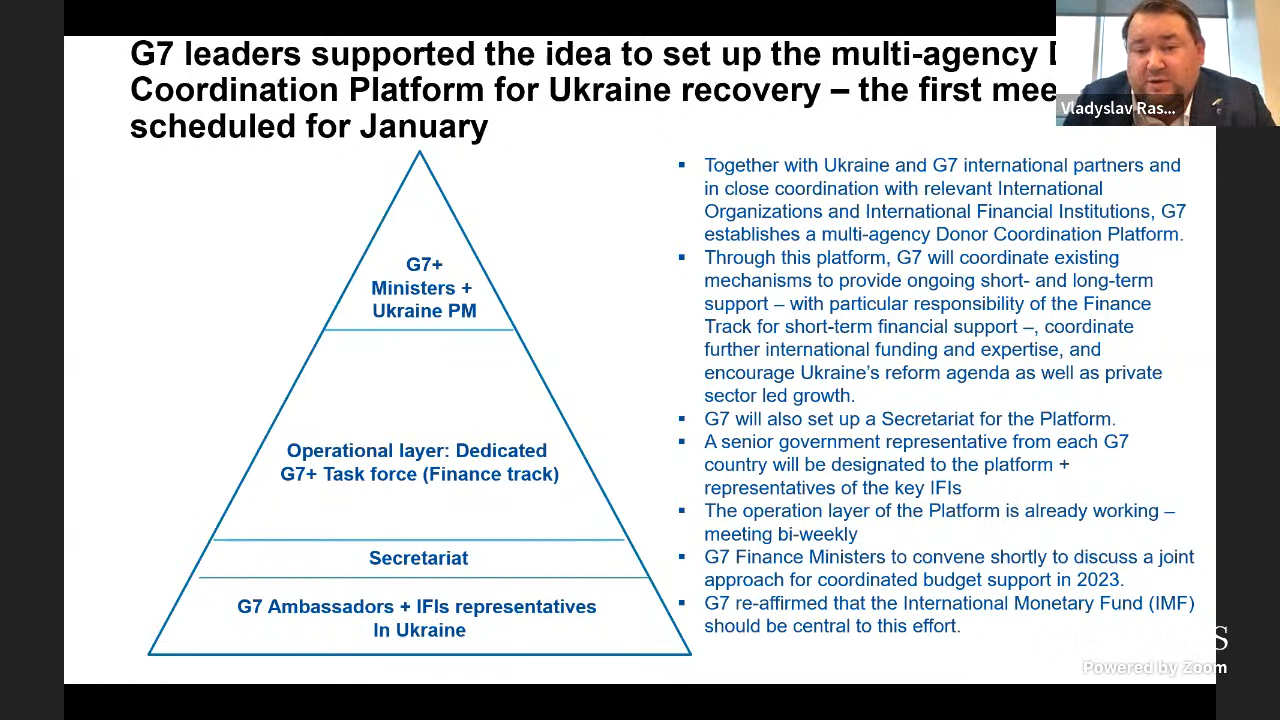 G7 leaders supported the idea to set up the multi-agency
Coordination Platform for Ukraine recovery – the first
scheduled for January
Vladyslav Ras...
G7+
Ministers +
Ukraine PM
Operational layer: Dedicated
G7+ Task force (Finance track)
Secretariat
G7 Ambassadors + IFIs representatives
In Ukraine
▪ Together with Ukraine and G7 international partners and
in close coordination with relevant International
Organizations and International Financial Institutions, G7
establishes a multi-agency Donor Coordination Platform.
▪ Through this platform, G7 will coordinate existing
mechanisms to provide ongoing short- and long-term
support – with particular responsibility of the Finance
Track for short-term financial support –, coordinate
further international funding and expertise, and
encourage Ukraine's reform agenda as well as private
sector led growth.
▪ G7 will also set up a Secretariat for the Platform.
▪ A senior government representative from each G7
country will be designated to the platform +
representatives of the key IFIs
▪ The operation layer of the Platform is already working –
meeting bi-weekly
▪ G7 Finance Ministers to convene shortly to discuss a joint
approach for coordinated budget support in 2023.
▪ G7 re-affirmed that the International Monetary Fund (IMF)
should be central to this effort.
Powered by Zoom